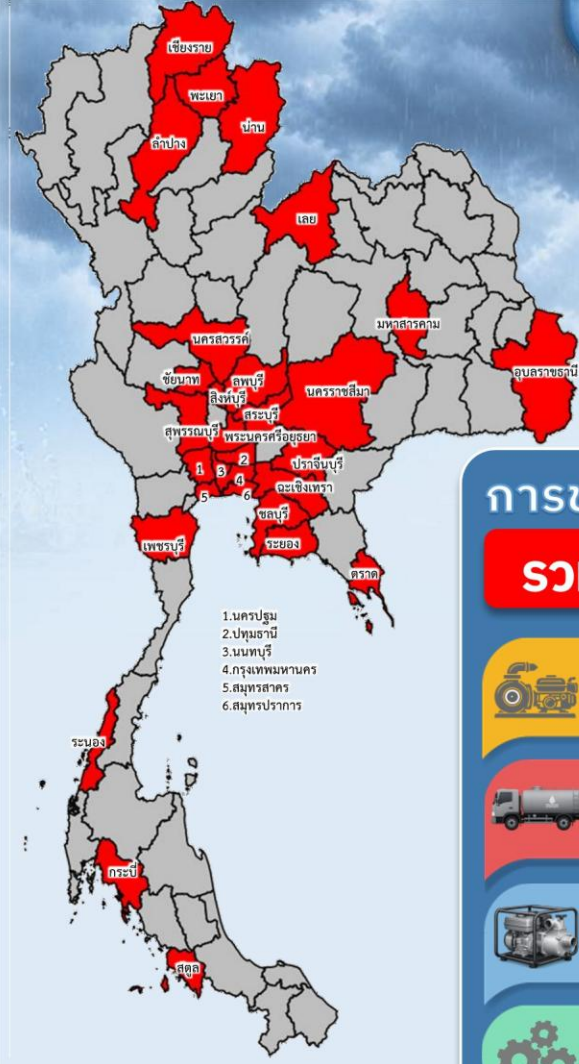 เชียงราย
พะเยา
น่าน
ลำปาง
เลย
มหาสารคาม
นครสวรรค์
อุบลราชธานี
ชัยนาท
ลพบุรี
นครราชสีมา
สิงห์บุรี
สระบุรี
สุพรรณบุรี
พระนครศรีอยุธยา
ปราจีนบุรี
1
2
3
4
ฉะเชิงเทรา
5
6
ชลบุรี
ระยอง
เพชรบุรี
ตราด
1.นครปฐม
2.ปทุมธานี
3.นนทบุรี
4.กรุงเทพมหานคร
5.สมุทรสาคร
6.สมุทรปราการ
ระนอง
กระบี่
สตูล